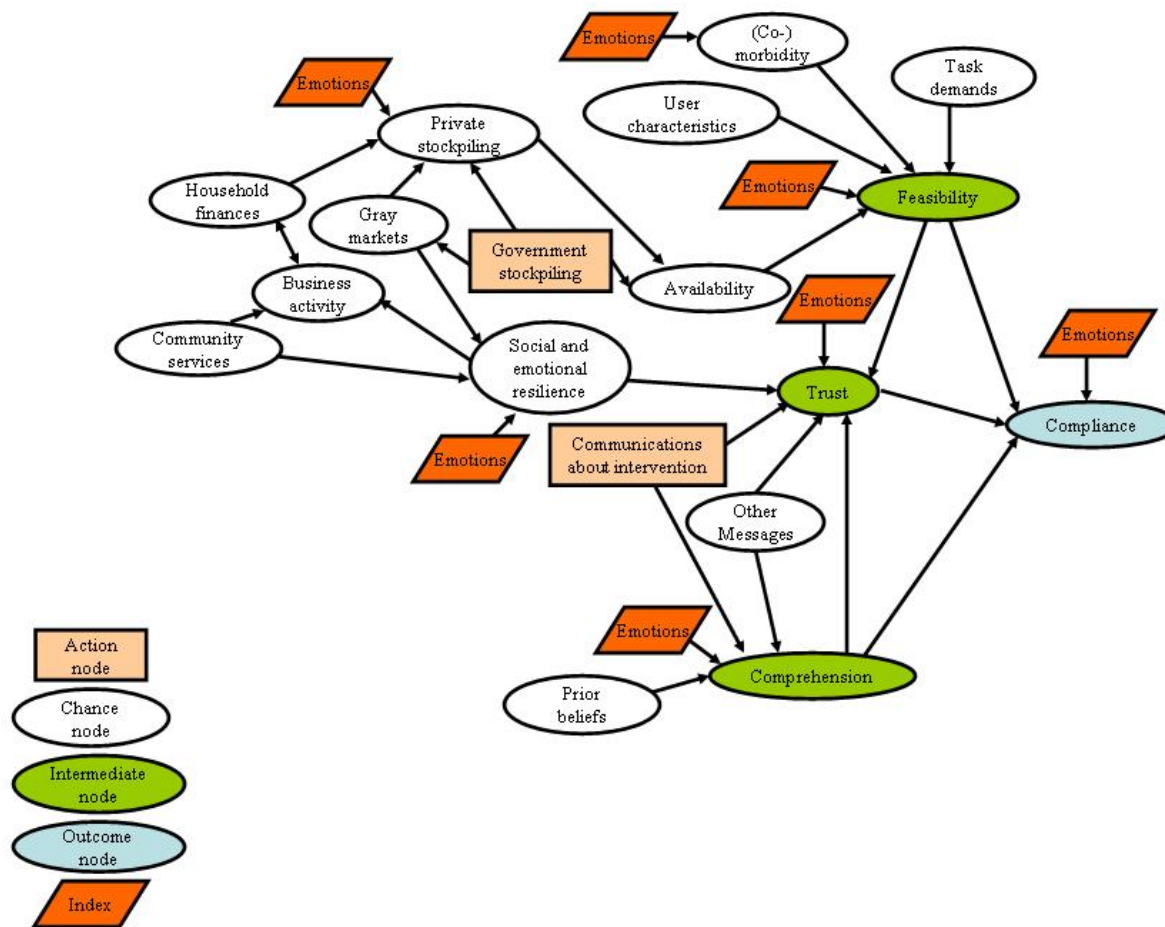 Emotions
(Co-)
morbidity
Task
demands
Emotions
User
characteristics
Private
stockpiling
Emotions
Feasibility
Household
finances
Gray
markets
Government
stockpiling
Availability
Business
activity
Emotions
Community
services
Social and
emotional
resilience
Emotions
Trust
Compliance
Communications
about intervention
Emotions
Other
Messages
Emotions
Comprehension
Prior
beliefs
Action
node
Chance
node
Intermediate
node
Outcome
node
Index